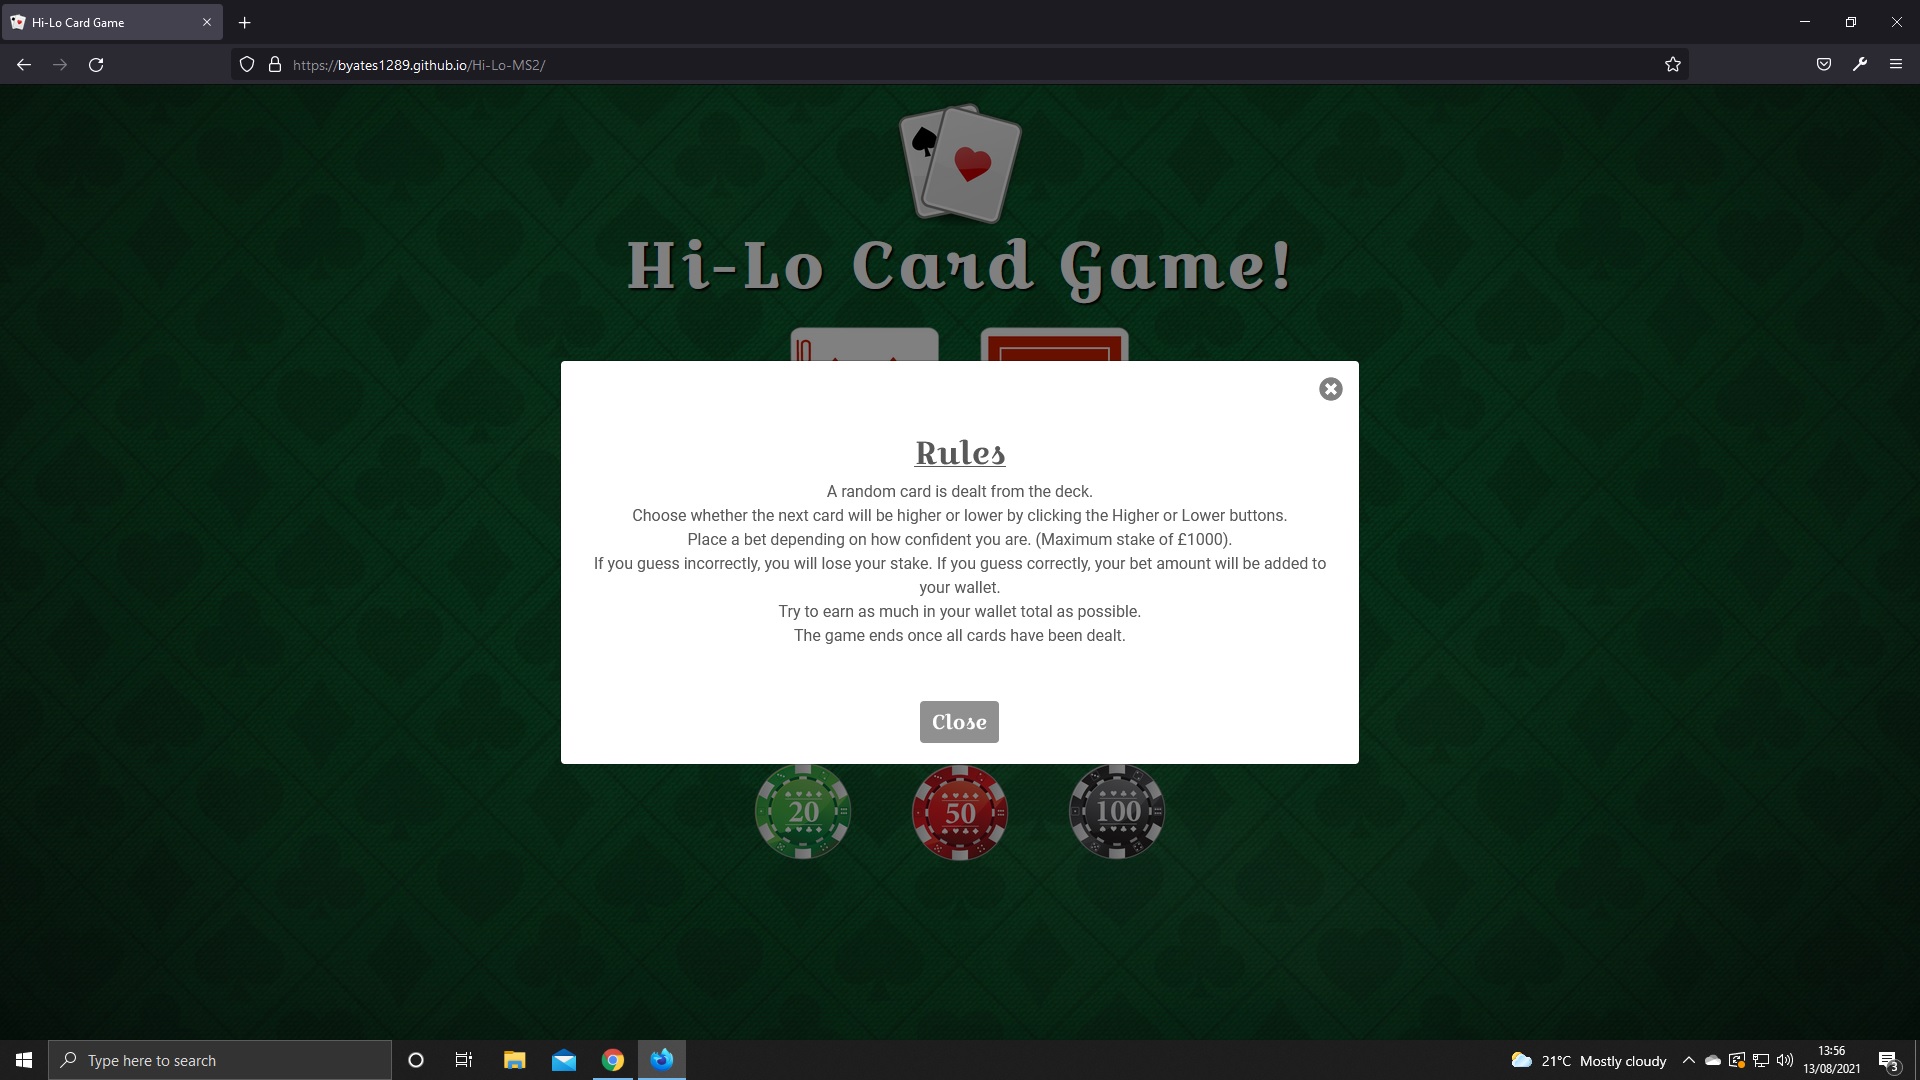 Hi-Lo Card Game
https://byates1289.github.io/Hi-Lo-MS2/
Hi-Lo Card Game!
10
Rules
A random card is dealt from the deck.
Choose whether the next card will be higher or lower by clicking the Higher or Lower buttons.
Place a bet depending on how confident you are. (Maximum stake of £1000).
If you guess incorrectly, you will lose your stake. If you guess correctly, your bet amount will be added to
your wallet.
Try to earn as much in your wallet total as possible.
The game ends once all cards have been dealt.
Close
20
50
100
Type here to search
21°C Mostly cloudy
13:56
13/08/2021
3